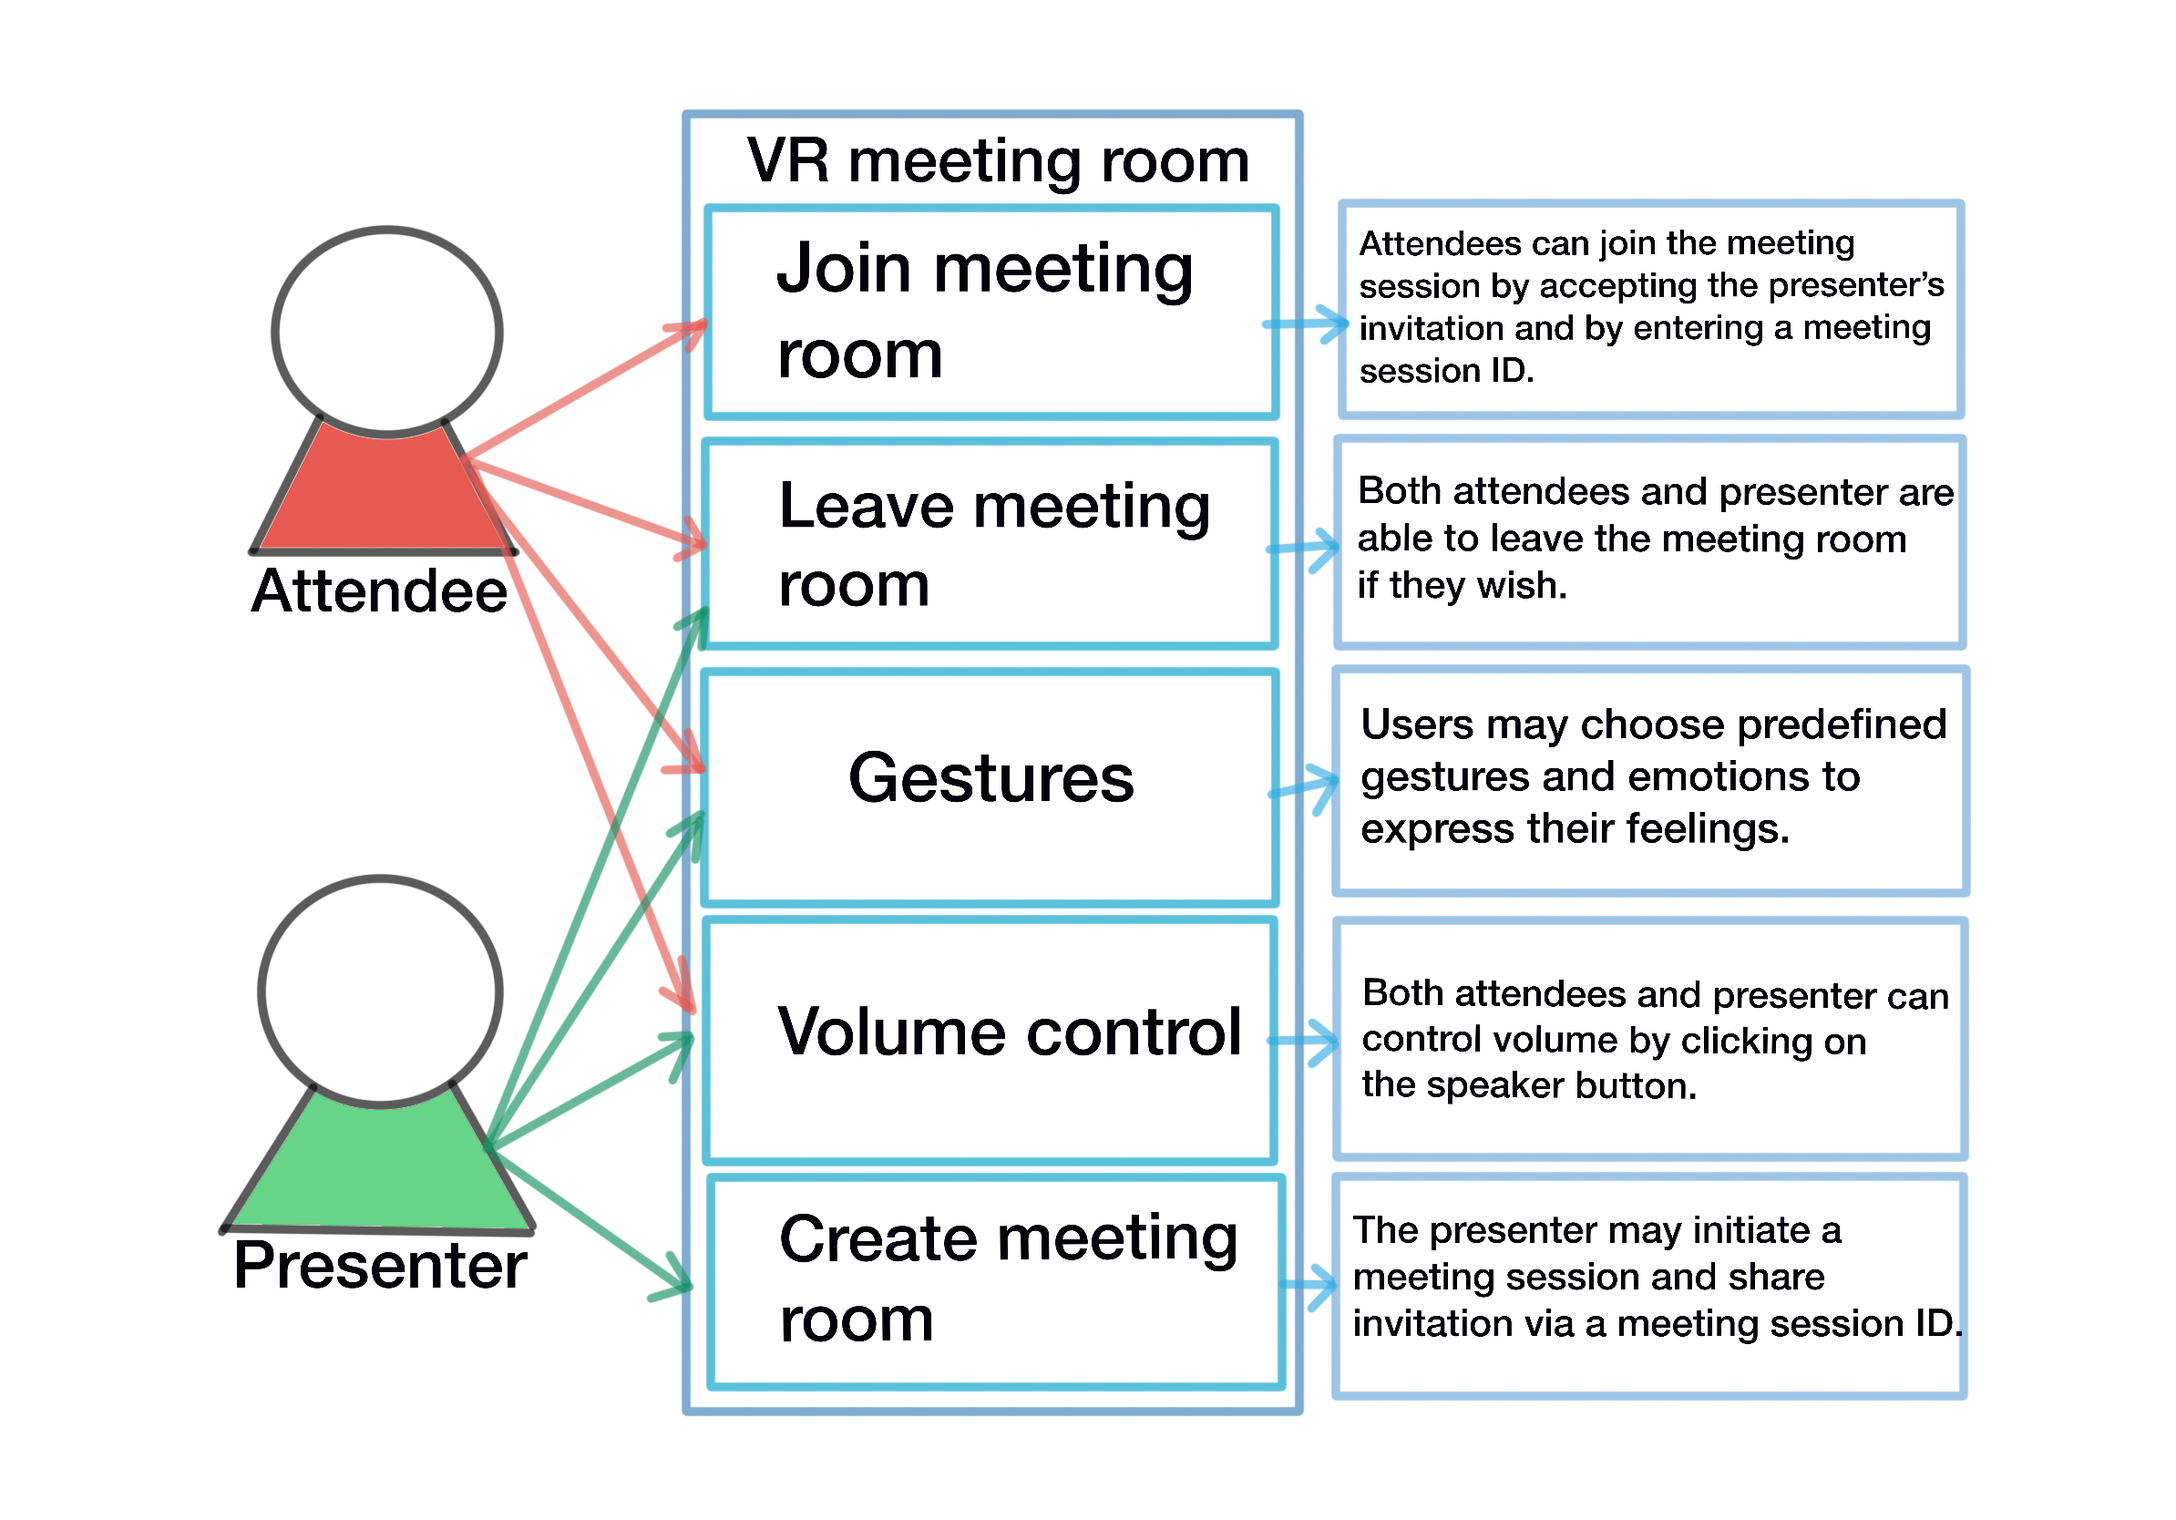 VR meeting room
Join meeting
room
Attendees can join the meeting
session by accepting the presenter’s
invitation and by entering a meeting
session ID.
Attendee
Leave meeting
room
Both attendees and presenter are
able to leave the meeting room
if they wish.
Gestures
Users may choose predefined
gestures and emotions to
express their feelings.
Volume control
Both attendees and presenter can
control volume by clicking on
the speaker button.
Presenter
Create meeting
room
The presenter may initiate a
meeting session and share
invitation via a meeting session ID.